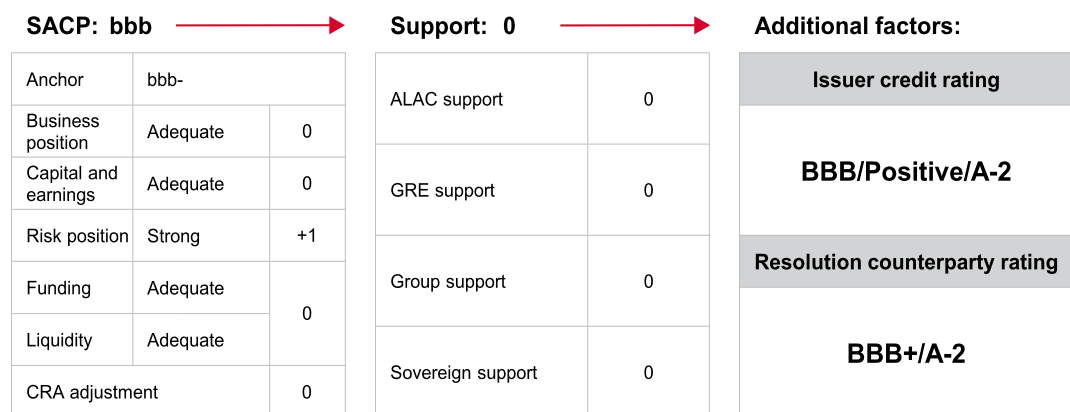 SACP: bbb
Support: 0
Additional factors:
Anchor bbb-
Business position Adequate 0
Capital and earnings Adequate 0
Risk position Strong +1
Funding Adequate
0
Liquidity Adequate
CRA adjustment 0
ALAC support 0
GRE support 0
Group support 0
Sovereign support 0
Issuer credit rating
BBB/Positive/A-2
Resolution counterparty rating
BBB+/A-2